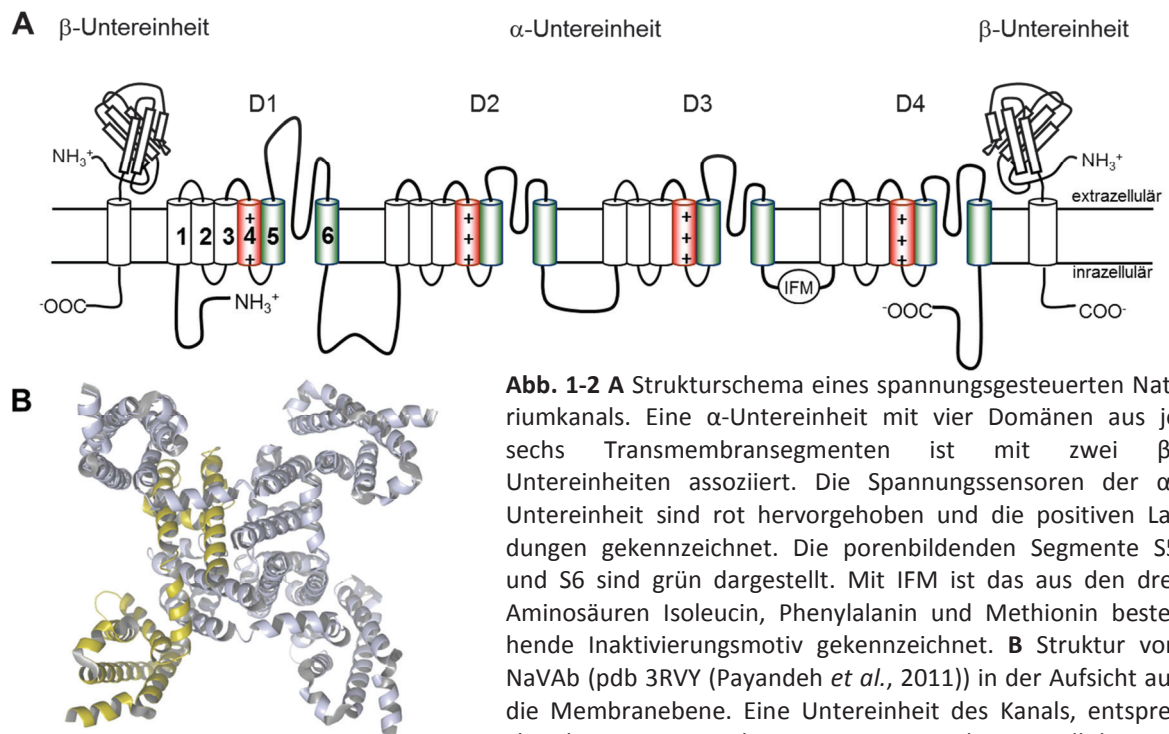 A β-Untereinheit α-Untereinheit β-Untereinheit
D1 D2 D3 D4
NH₃⁺ NH₃⁺
extrazellulär
1 2 3 + 4 + 5 6 + + + + + + + + +
inrazellulär
⁻OOC NH₃⁺ IFM ⁻OOC COO⁻
B
Abb. 1-2 A Strukturschema eines spannungsgesteuerten Nat
riumkanals. Eine α-Untereinheit mit vier Domänen aus je
sechs Transmembransegmenten ist mit zwei β
Untereinheiten assoziiert. Die Spannungssensoren der α
Untereinheit sind rot hervorgehoben und die positiven La
dungen gekennzeichnet. Die porenbildenden Segmente S5
und S6 sind grün dargestellt. Mit IFM ist das aus den dre
Aminosäuren Isoleucin, Phenylalanin und Methionin beste
hende Inaktivierungsmotiv gekennzeichnet. B Struktur vor
NaVAb (pdb 3RVY (Payandeh et al., 2011)) in der Aufsicht au
die Membranebene. Eine Untereinheit des Kanals, entspre